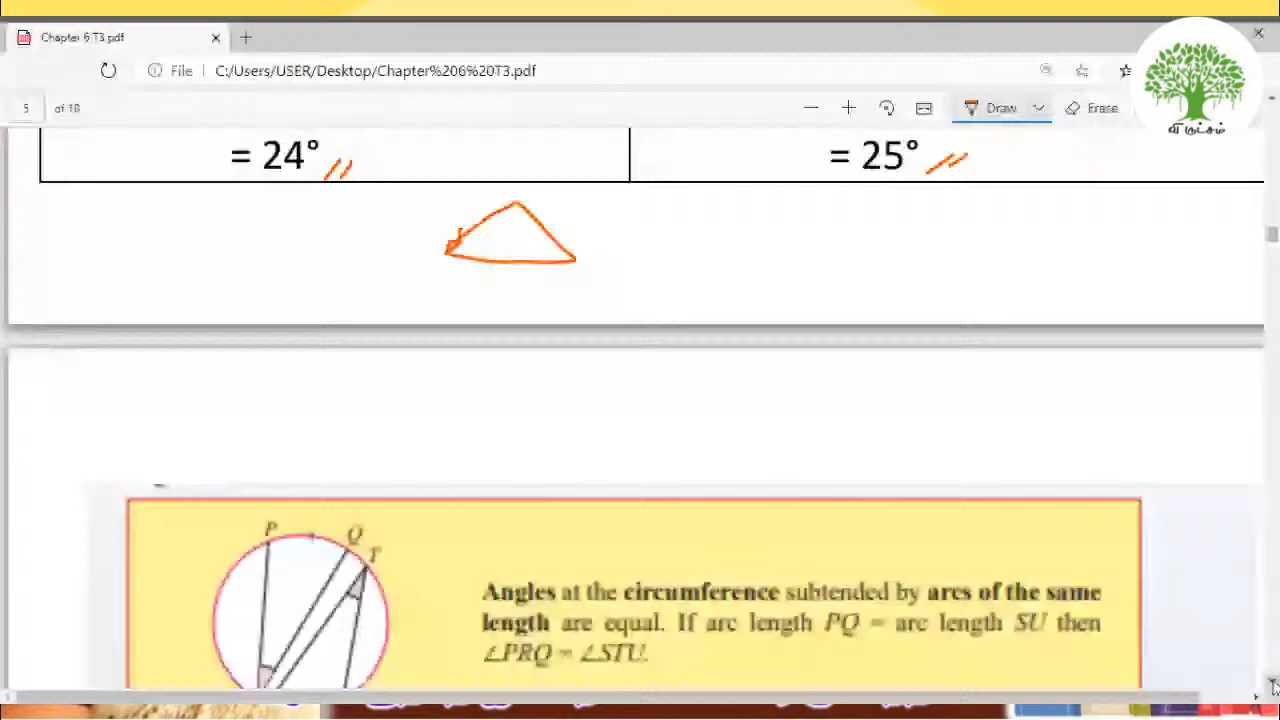 Chapter 6 T3.pdf
File C:/Users/USER/Desktop/Chapter%206%20T3.pdf
5 of 18
Draw
Erase
விருட்சம்
= 24°
= 25°
P
Q
T
Angles at the circumference subtended by arcs of the same
length are equal. If arc length PQ = arc length SU then
∠PRQ = ∠STU.